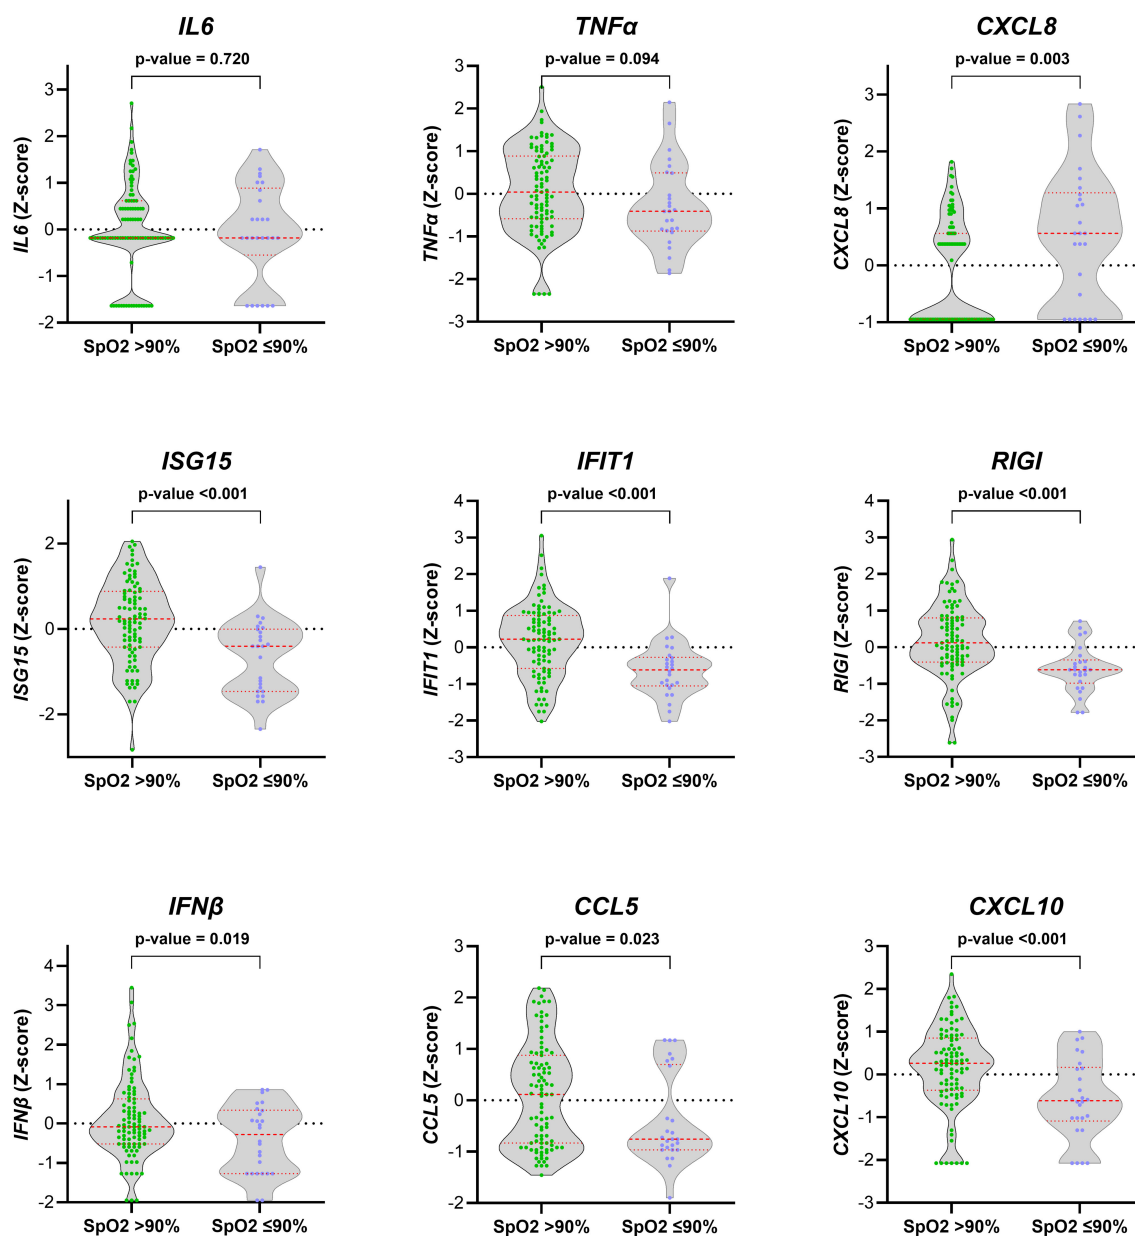 IL6 TNFα CXCL8
p-value = 0.720 p-value = 0.094 p-value = 0.003
IL6 (Z-score)
3
2
1
0
-1
-2
SpO2 >90% SpO2 ≤90%
TNFα (Z-score)
3
2
1
0
-1
-2
-3
SpO2 >90% SpO2 ≤90%
CXCL8 (Z-score)
3
2
1
0
-1
SpO2 >90% SpO2 ≤90%
ISG15 IFIT1 RIGI
p-value <0.001 p-value <0.001 p-value <0.001
ISG15 (Z-score)
2
0
-2
SpO2 >90% SpO2 ≤90%
IFIT1 (Z-score)
4
3
2
1
0
-1
-2
-3
SpO2 >90% SpO2 ≤90%
RIGI (Z-score)
4
3
2
1
0
-1
-2
-3
SpO2 >90% SpO2 ≤90%
IFNβ CCL5 CXCL10
p-value = 0.019 p-value = 0.023 p-value <0.001
IFNβ (Z-score)
4
3
2
1
0
-1
-2
SpO2 >90% SpO2 ≤90%
CCL5 (Z-score)
3
2
1
0
-1
-2
SpO2 >90% SpO2 ≤90%
CXCL10 (Z-score)
3
2
1
0
-1
-2
-3
SpO2 >90% SpO2 ≤90%